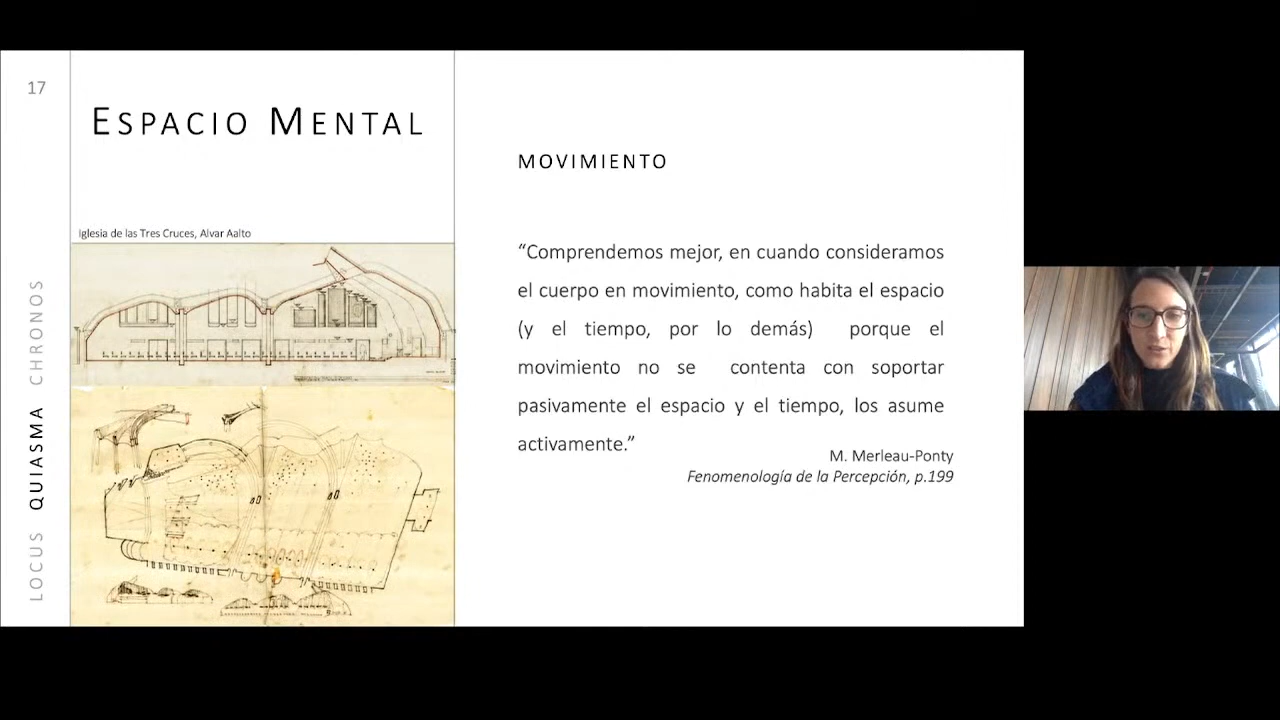 17
ESPACIO MENTAL
Iglesia de las Tres Cruces, Alvar Aalto
LOCUS QUIASMA CHRONOS
MOVIMIENTO
“Comprendemos mejor, en cuando consideramos
el cuerpo en movimiento, como habita el espacio
(y el tiempo, por lo demás) porque el
movimiento no se contenta con soportar
pasivamente el espacio y el tiempo, los asume
activamente.”
M. Merleau-Ponty
Fenomenología de la Percepción, p.199